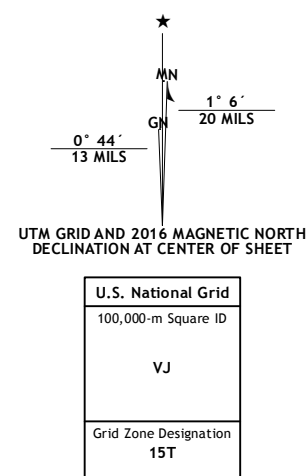 ★
MN
1° 6´
20 MILS
GN
0° 44´
13 MILS
UTM GRID AND 2016 MAGNETIC NORTH
DECLINATION AT CENTER OF SHEET
U.S. National Grid
100,000-m Square ID
VJ
Grid Zone Designation
15T